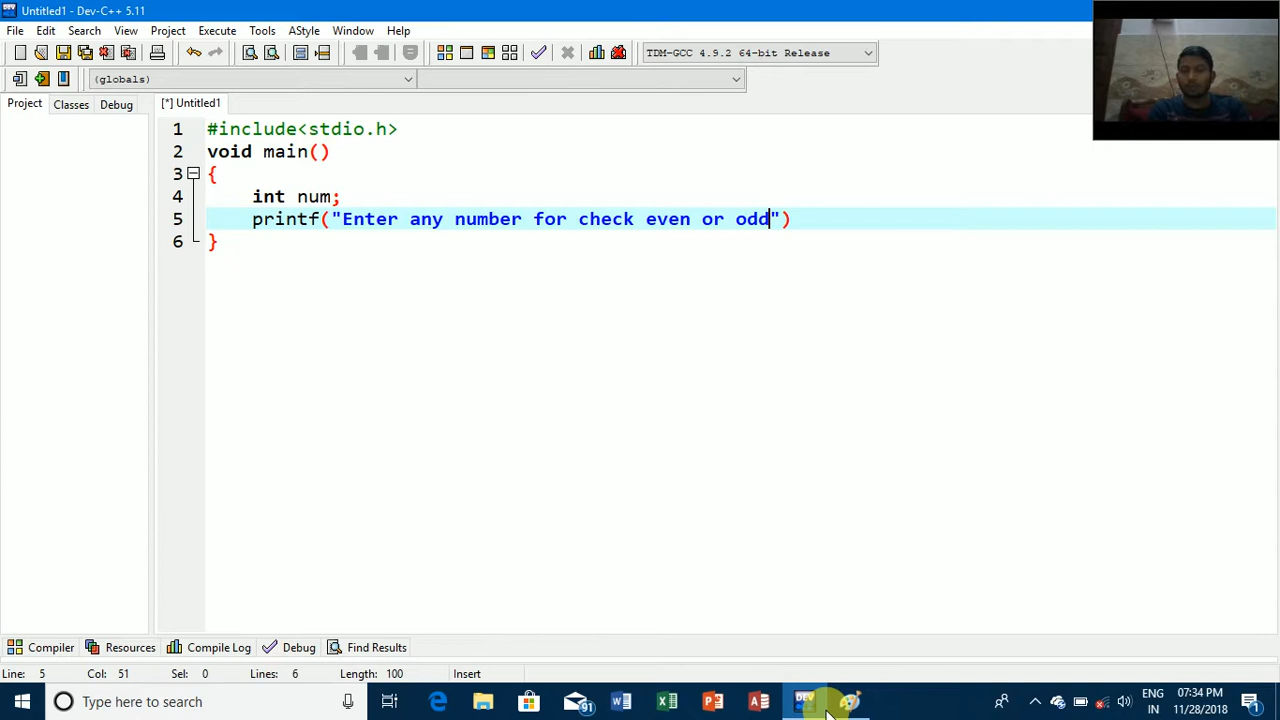 Untitled1 - Dev-C++ 5.11
File Edit Search View Project Execute Tools AStyle Window Help
TDM-GCC 4.9.2 64-bit Release
(globals)
Project Classes Debug [*] Untitled1
1 #include<stdio.h>
2 void main()
3 {
4 int num;
5 printf("Enter any number for check even or odd")
6 }
Compiler Resources Compile Log Debug Find Results
Line: 5 Col: 51 Sel: 0 Lines: 6 Length: 100 Insert
Type here to search 91 DEV ENG 07:34 PM
IN 11/28/2018 1